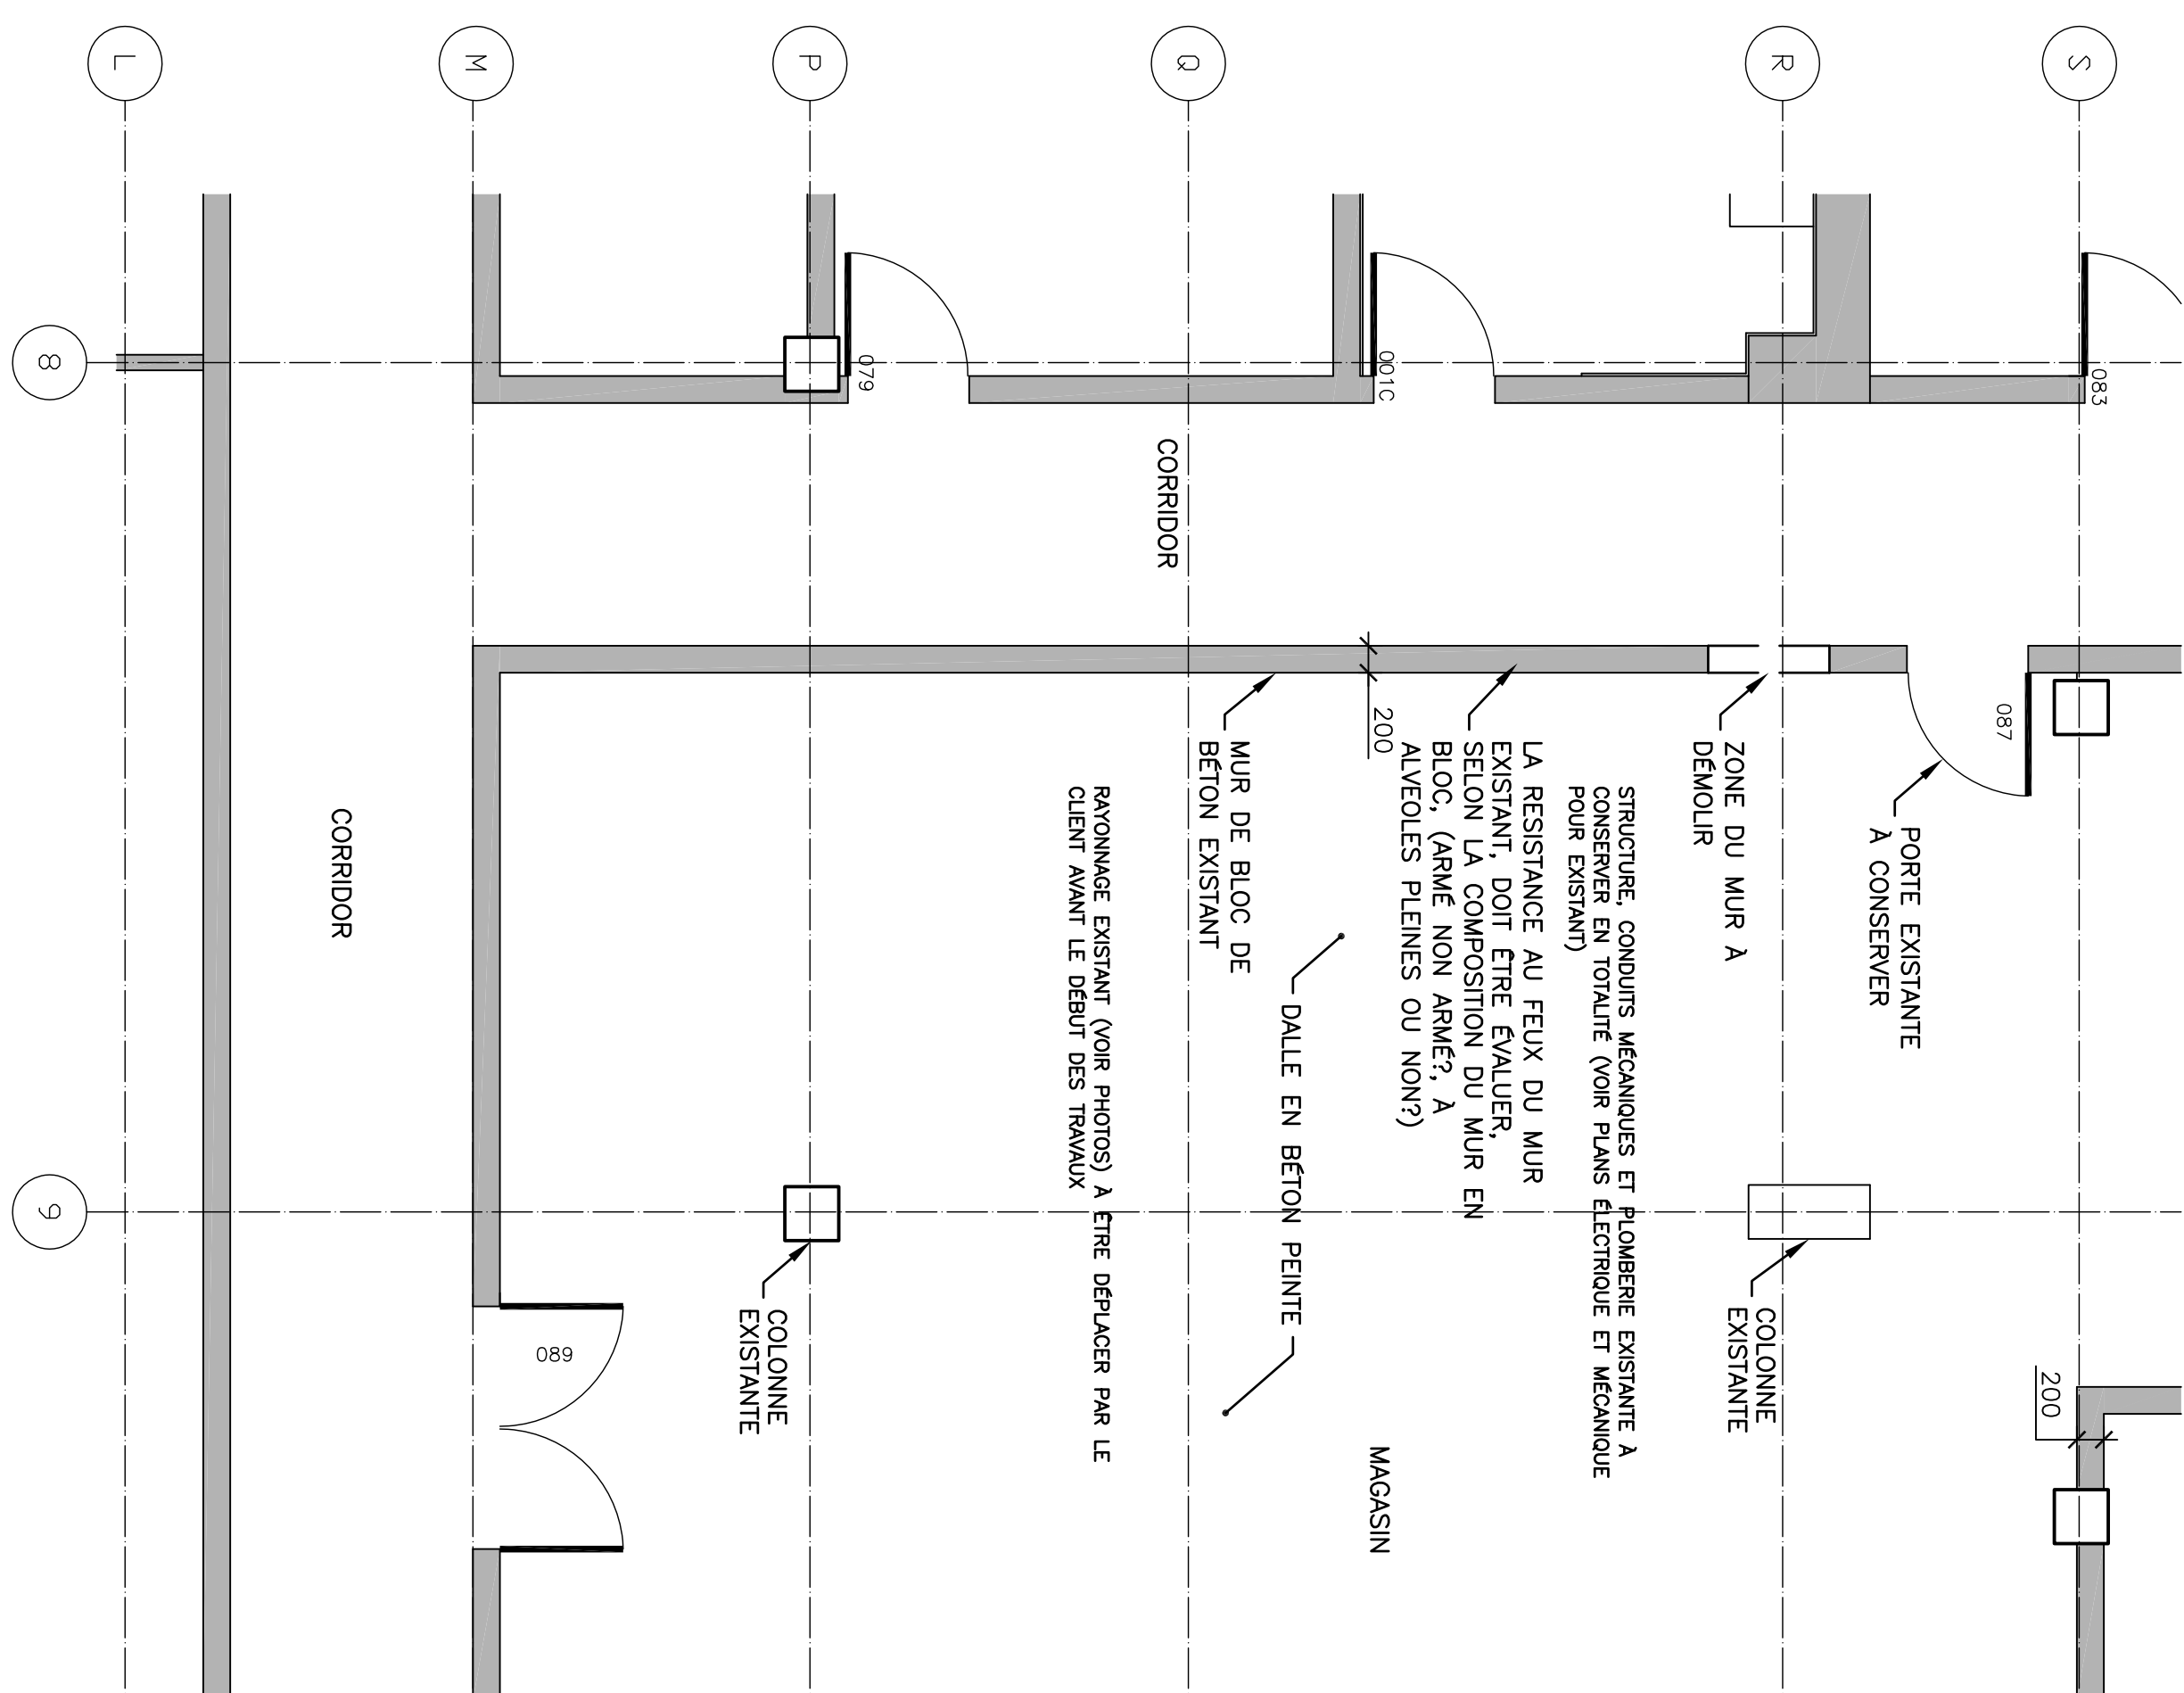 S
R
Q
P
M
L
8
9
083
001C
079
CORRIDOR
087
PORTE EXISTANTE
À CONSERVER
ZONE DU MUR À
DÉMOLIR
STRUCTURE, CONDUITS MÉCANIQUES ET PLOMBERIE EXISTANTE À
CONSERVER EN TOTALITÉ (VOIR PLANS ÉLECTRIQUE ET MÉCANIQUE
POUR EXISTANT)
LA RESISTANCE AU FEUX DU MUR
EXISTANT, DOIT ÊTRE ÉVALUER,
SELON LA COMPOSITION DU MUR EN
BLOC, (ARMÉ NON ARMÉ?, À
ALVEOLES PLEINES OU NON?)
200
DALLE EN BÉTON PEINTE
MUR DE BLOC DE
BÉTON EXISTANT
RAYONNAGE EXISTANT (VOIR PHOTOS) À ÊTRE DÉPLACER PAR LE
CLIENT AVANT LE DÉBUT DES TRAVAUX
CORRIDOR
COLONNE
EXISTANTE
COLONNE
EXISTANTE
200
MAGASIN
089